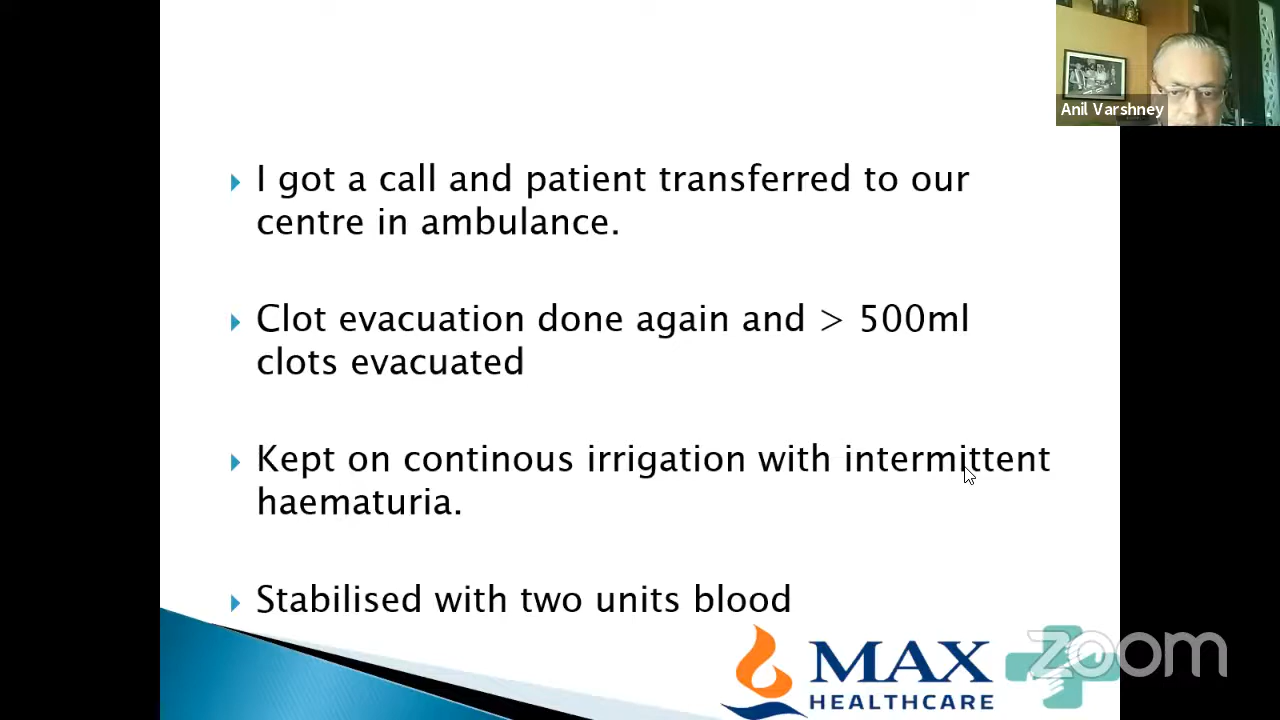 Anil Varshney
I got a call and patient transferred to our
centre in ambulance.
Clot evacuation done again and > 500ml
clots evacuated
Kept on continous irrigation with intermittent
haematuria.
Stabilised with two units blood
MAX
HEALTHCARE
zoom